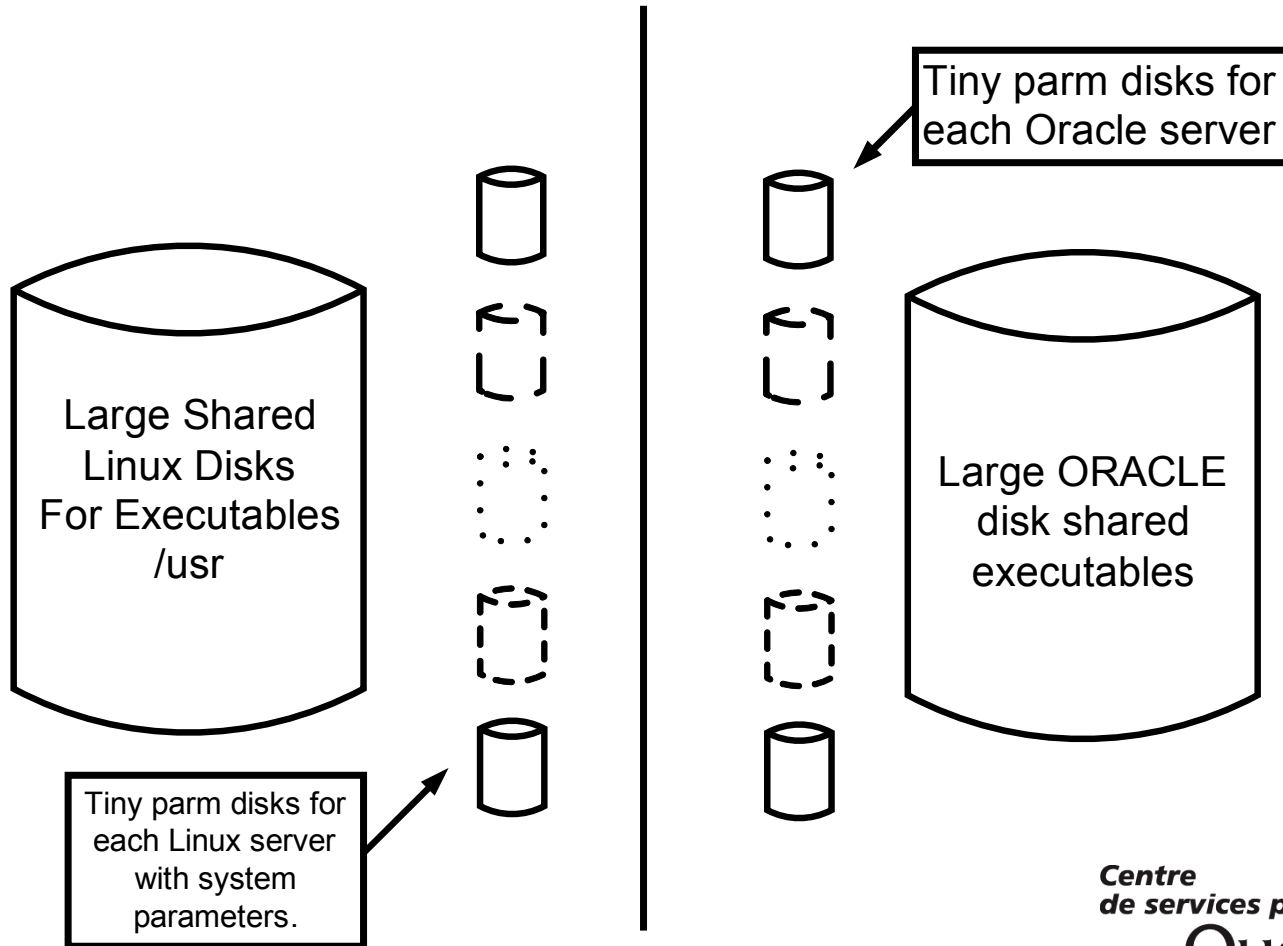 Tiny parm disks for
each Oracle server
Large Shared
Linux Disks
For Executables
/usr
Large ORACLE
disk shared
executables
Tiny parm disks for
each Linux server
with system
parameters.
Centre
de services